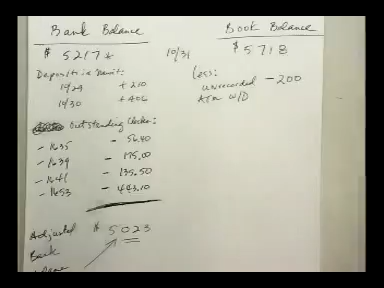 Bank Balance
Book Balance
$ 5217 *
10/31
$ 5718
Deposits in Transit:
10/29 + 210
10/30 + 406
Less:
unrecorded - 200
ATM W/D
Outstanding Checks:
- 1635 - 56.40
- 1639 - 175.00
- 1641 - 135.50
- 1653 - 443.10
Adjusted $ 5023
Bank